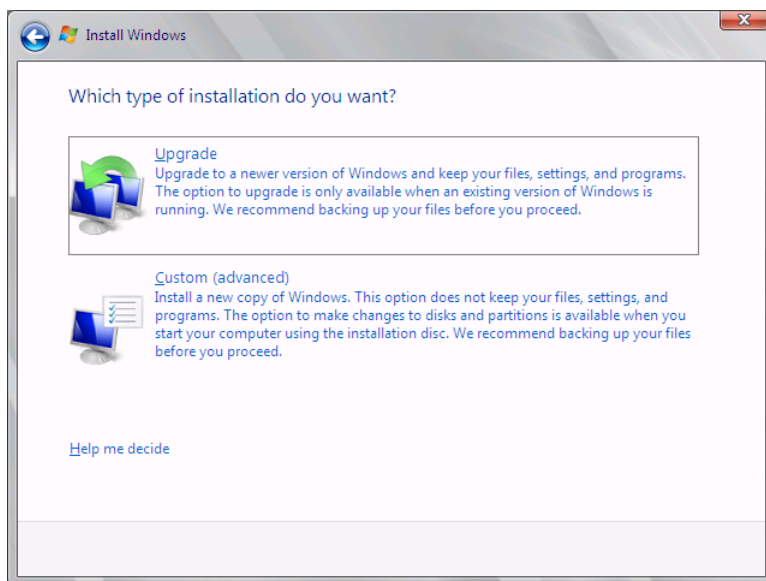 Install Windows
Which type of installation do you want?
Upgrade
Upgrade to a newer version of Windows and keep your files, settings, and programs.
The option to upgrade is only available when an existing version of Windows is
running. We recommend backing up your files before you proceed.
Custom (advanced)
Install a new copy of Windows. This option does not keep your files, settings, and
programs. The option to make changes to disks and partitions is available when you
start your computer using the installation disc. We recommend backing up your files
before you proceed.
Help me decide